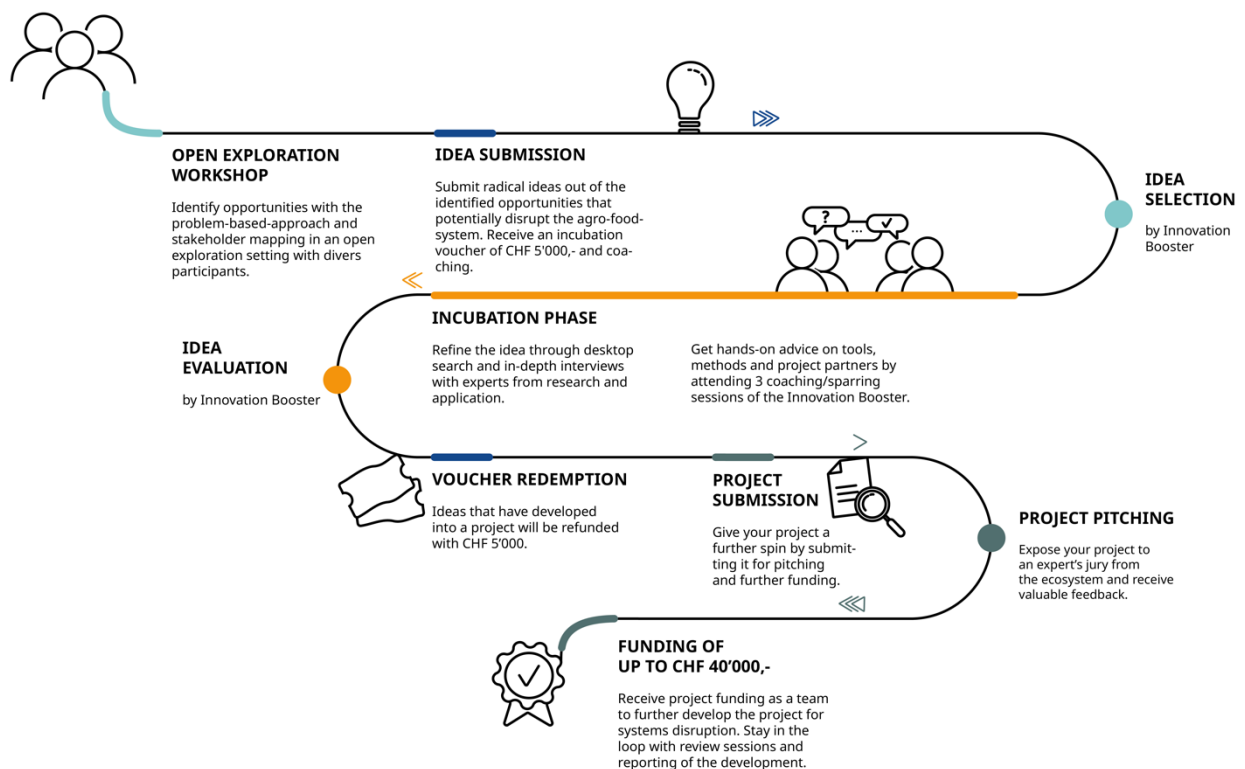 OPEN EXPLORATION
WORKSHOP
Identify opportunities with the
problem-based-approach and
stakeholder mapping in an open
exploration setting with divers
participants.
IDEA SUBMISSION
Submit radical ideas out of the
identified opportunities that
potentially disrupt the agro-food-
system. Receive an incubation
voucher of CHF 5'000,- and coa-
ching.
IDEA
SELECTION
by Innovation
Booster
?
...
INCUBATION PHASE
Refine the idea through desktop
search and in-depth interviews
with experts from research and
application.
Get hands-on advice on tools,
methods and project partners by
attending 3 coaching/sparring
sessions of the Innovation Booster.
IDEA
EVALUATION
by Innovation Booster
VOUCHER REDEMPTION
Ideas that have developed
into a project will be refunded
with CHF 5’000.
PROJECT
SUBMISSION
Give your project a
further spin by submit-
ting it for pitching
and further funding.
PROJECT PITCHING
Expose your project to
an expert’s jury from
the ecosystem and receive
valuable feedback.
FUNDING OF
UP TO CHF 40’000,-
Receive project funding as a team
to further develop the project for
systems disruption. Stay in the
loop with review sessions and
reporting of the development.